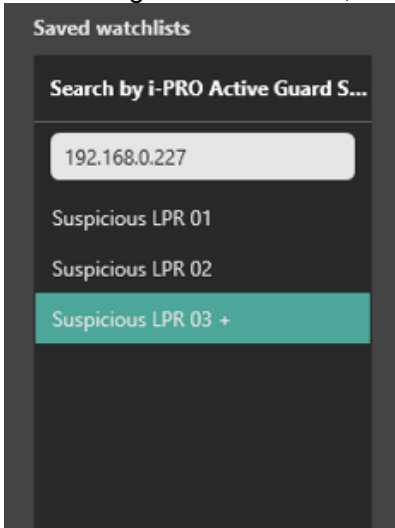 Saved watchlists
Search by i-PRO Active Guard S...
192.168.0.227
Suspicious LPR 01
Suspicious LPR 02
Suspicious LPR 03 +